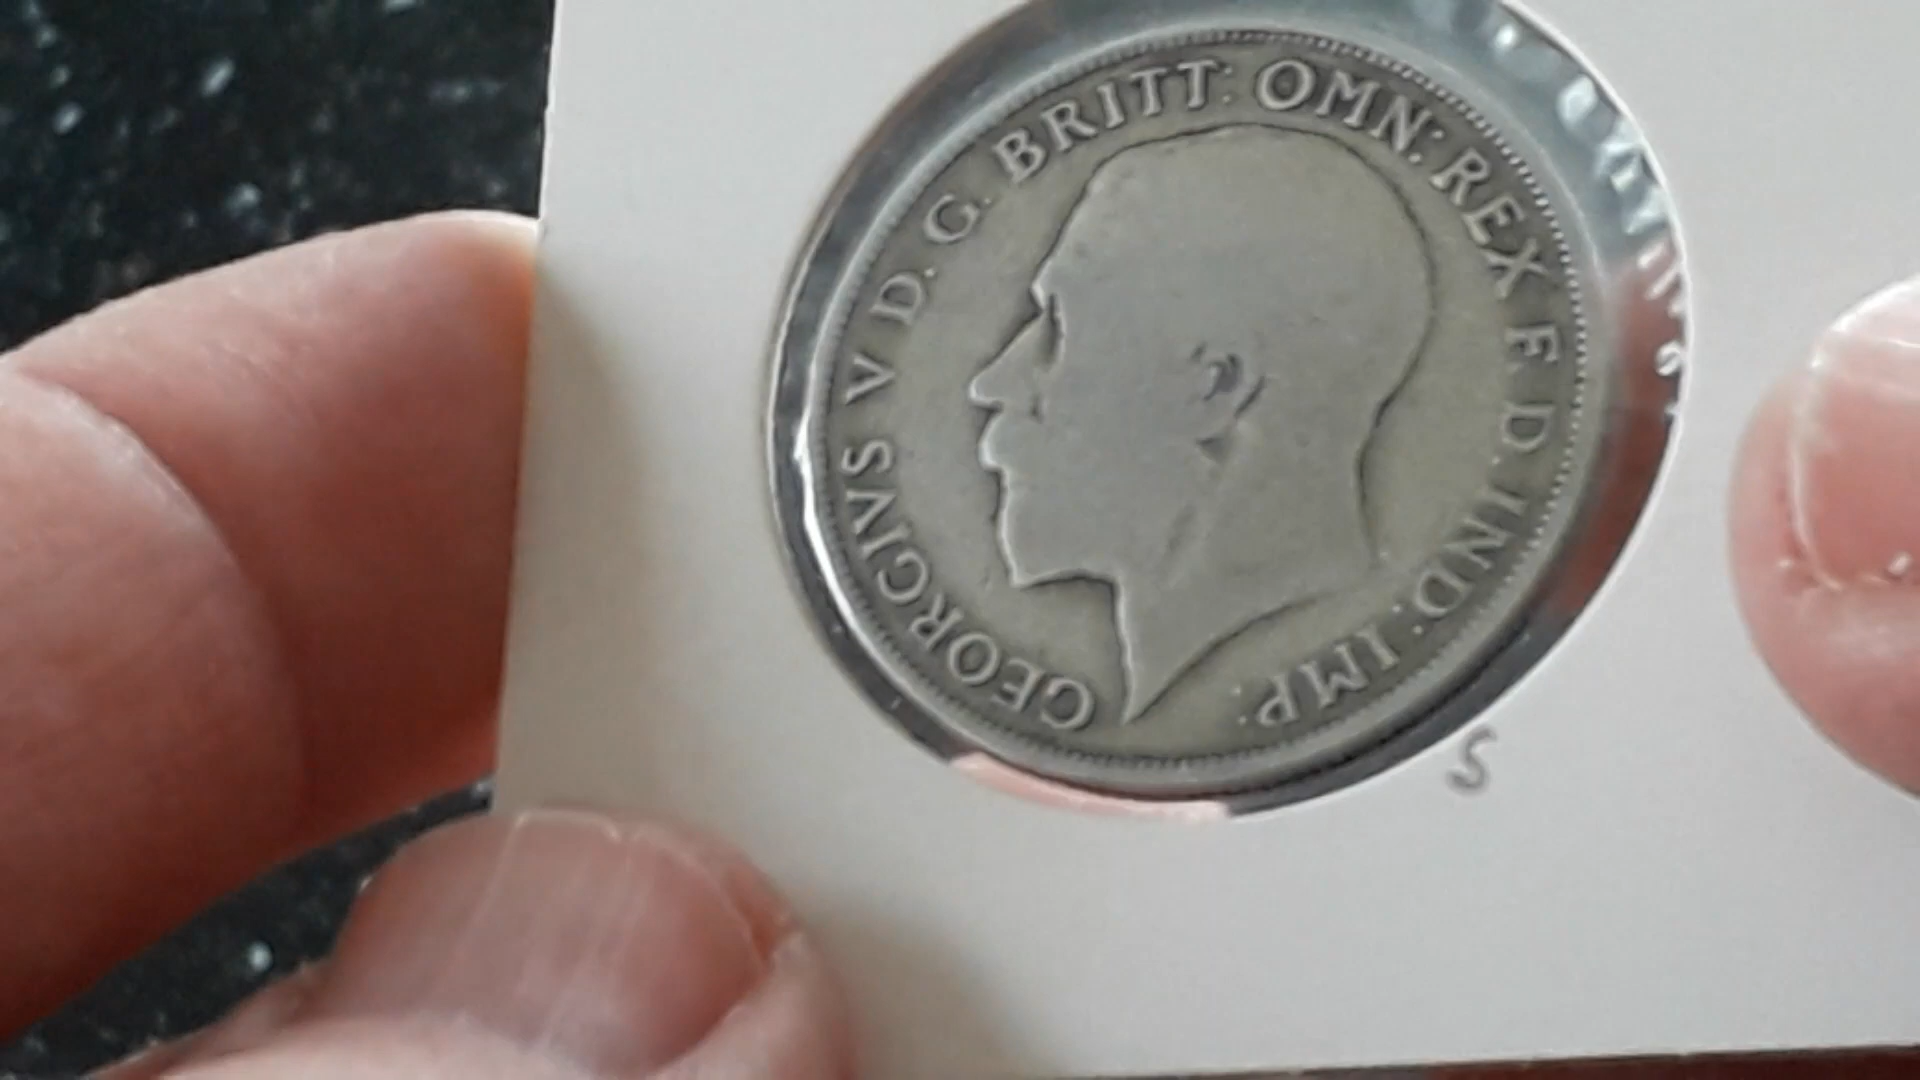 GEORGIVS V D. G. BRITT: OMN: REX F. D. IND: IMP:
S